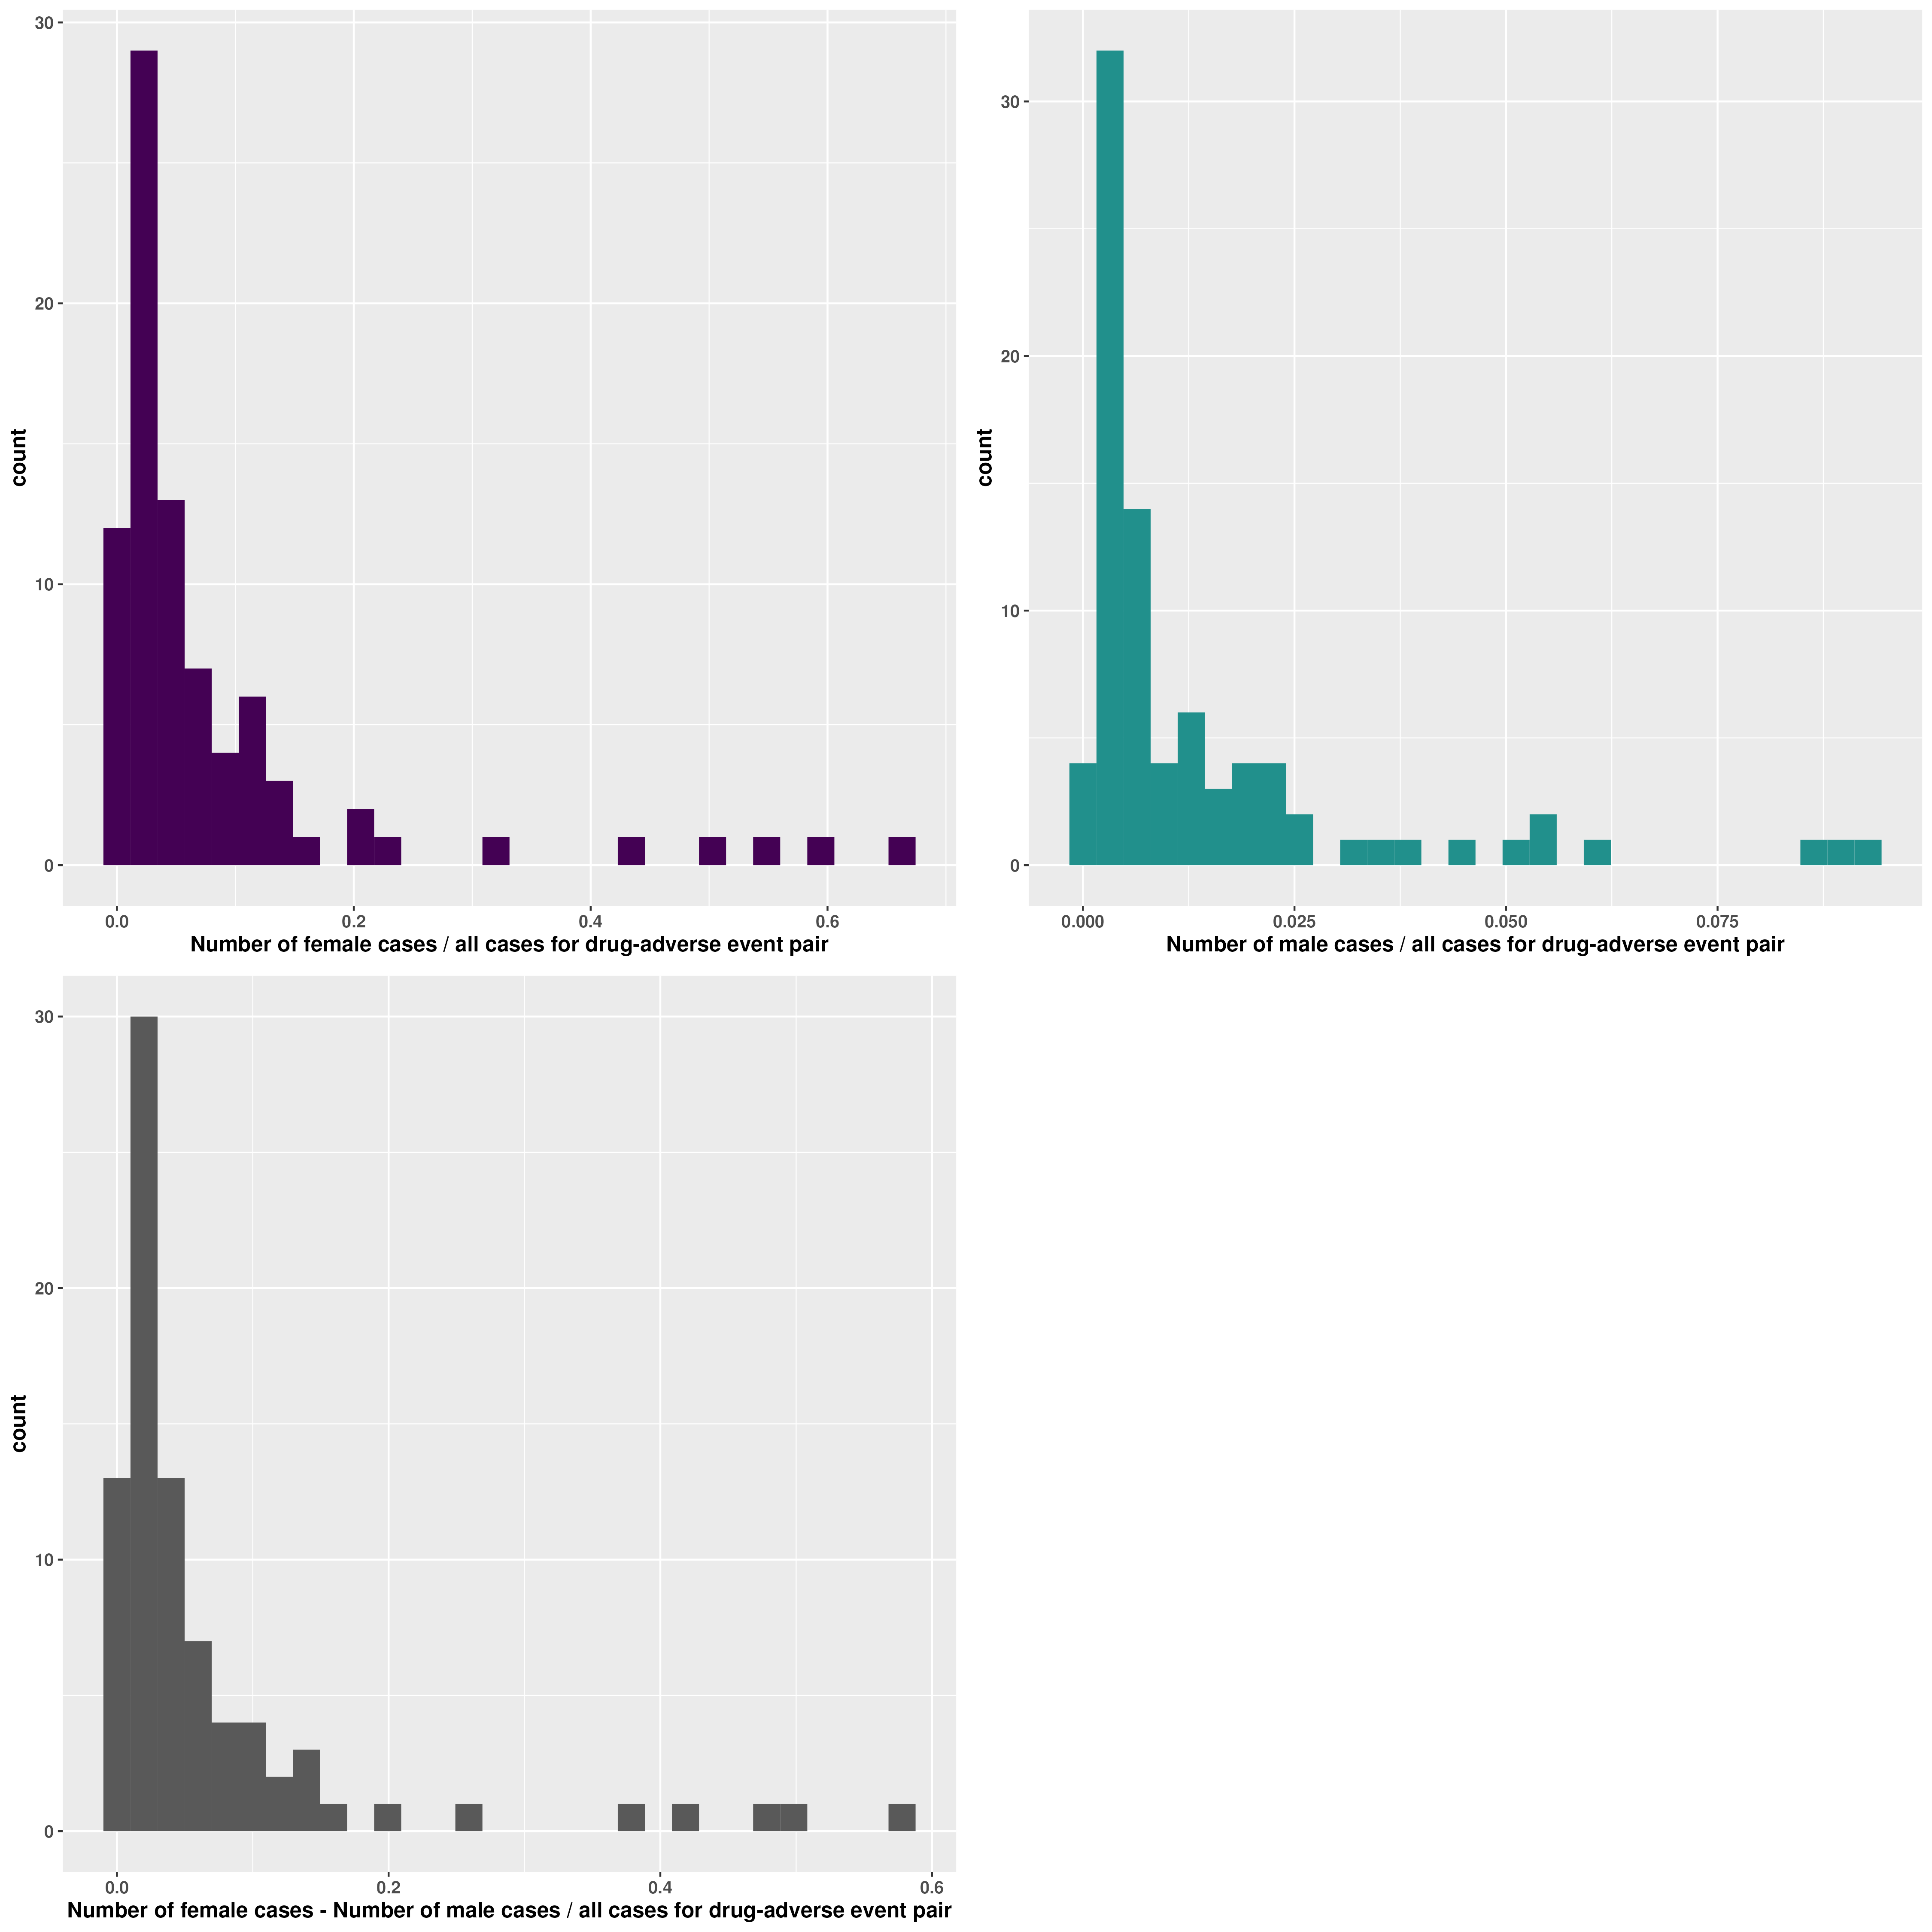 30
20
10
0
count
0.0 0.2 0.4 0.6
Number of female cases / all cases for drug-adverse event pair
30
20
10
0
count
0.000 0.025 0.050 0.075
Number of male cases / all cases for drug-adverse event pair
30
20
10
0
count
0.0 0.2 0.4 0.6
Number of female cases - Number of male cases / all cases for drug-adverse event pair